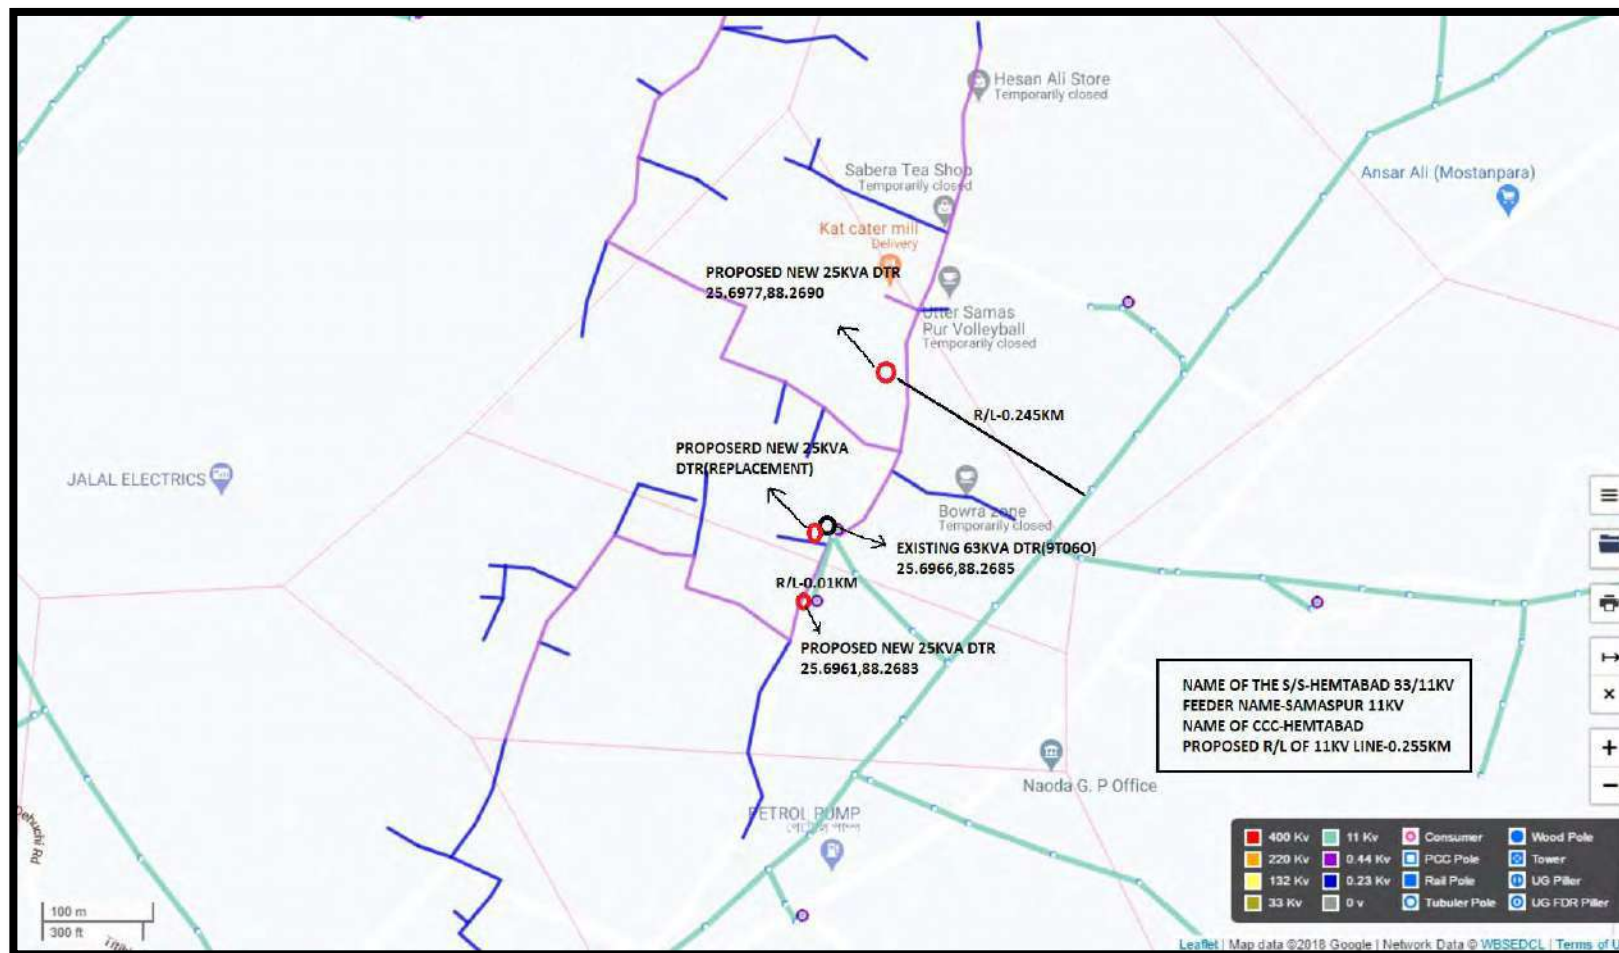 Hesan Ali Store
Temporarily closed
Sabera Tea Shop
Temporarily closed
Ansar Ali (Mostanpara)
Kat cater mill
Delivery
PROPOSED NEW 25KVA DTR
25.6977,88.2690
Utter Samas
Pur Volleyball
Temporarily closed
R/L-0.245KM
PROPOSERD NEW 25KVA
DTR(REPLACEMENT)
JALAL ELECTRICS
Bowra zone
Temporarily closed
EXISTING 63KVA DTR(9T06O)
25.6966,88.2685
R/L-0.01KM
PROPOSED NEW 25KVA DTR
25.6961,88.2683
NAME OF THE S/S-HEMTABAD 33/11KV
FEEDER NAME-SAMASPUR 11KV
NAME OF CCC-HEMTABAD
PROPOSED R/L OF 11KV LINE-0.255KM
Naoda G. P Office
PETROL PUMP
Dehuchi Rd
400 Kv
11 Kv
Consumer
Wood Pole
220 Kv
0.44 Kv
PCC Pole
Tower
132 Kv
0.23 Kv
Rail Pole
UG Piller
33 Kv
0 v
Tubuler Pole
UG FDR Piller
100 m
300 ft
Leaflet | Map data ©2018 Google | Network Data © WBSEDCL | Terms of U